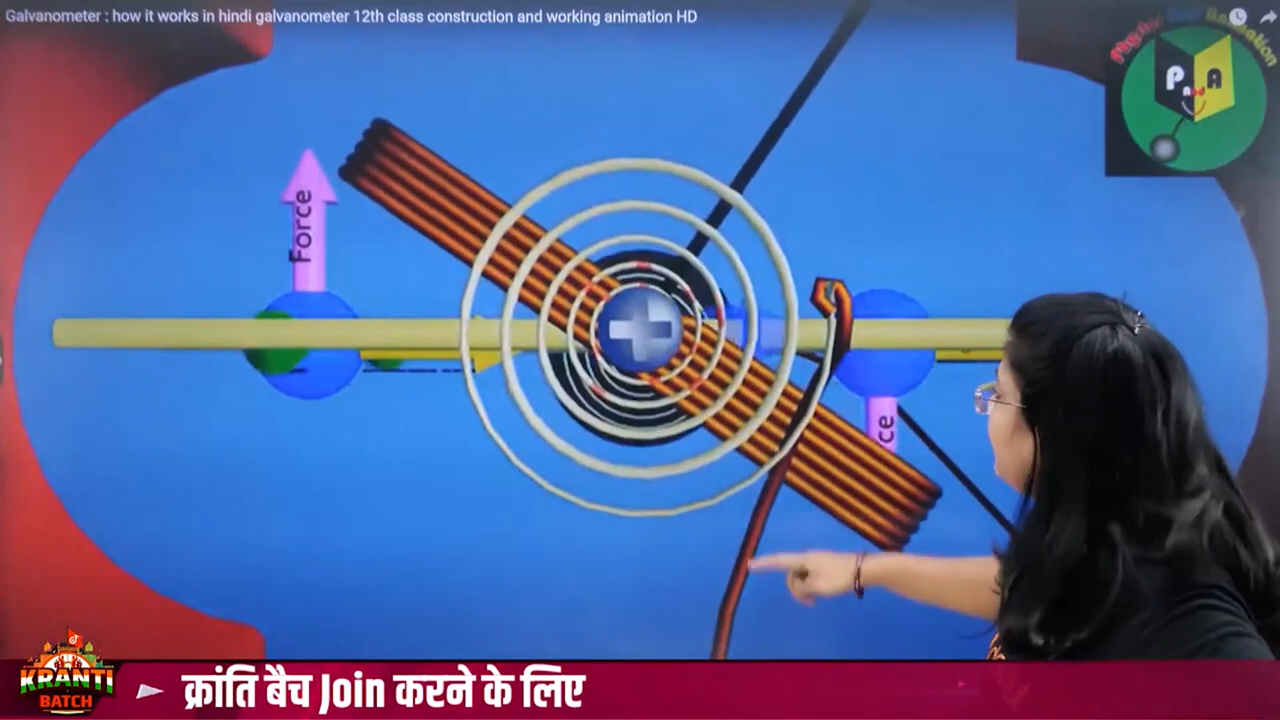 Galvanometer : how it works in hindi galvanometer 12th class construction and working animation HD
P A
Force
ce
KRANTI
BATCH
क्रांति बैच Join करने के लिए